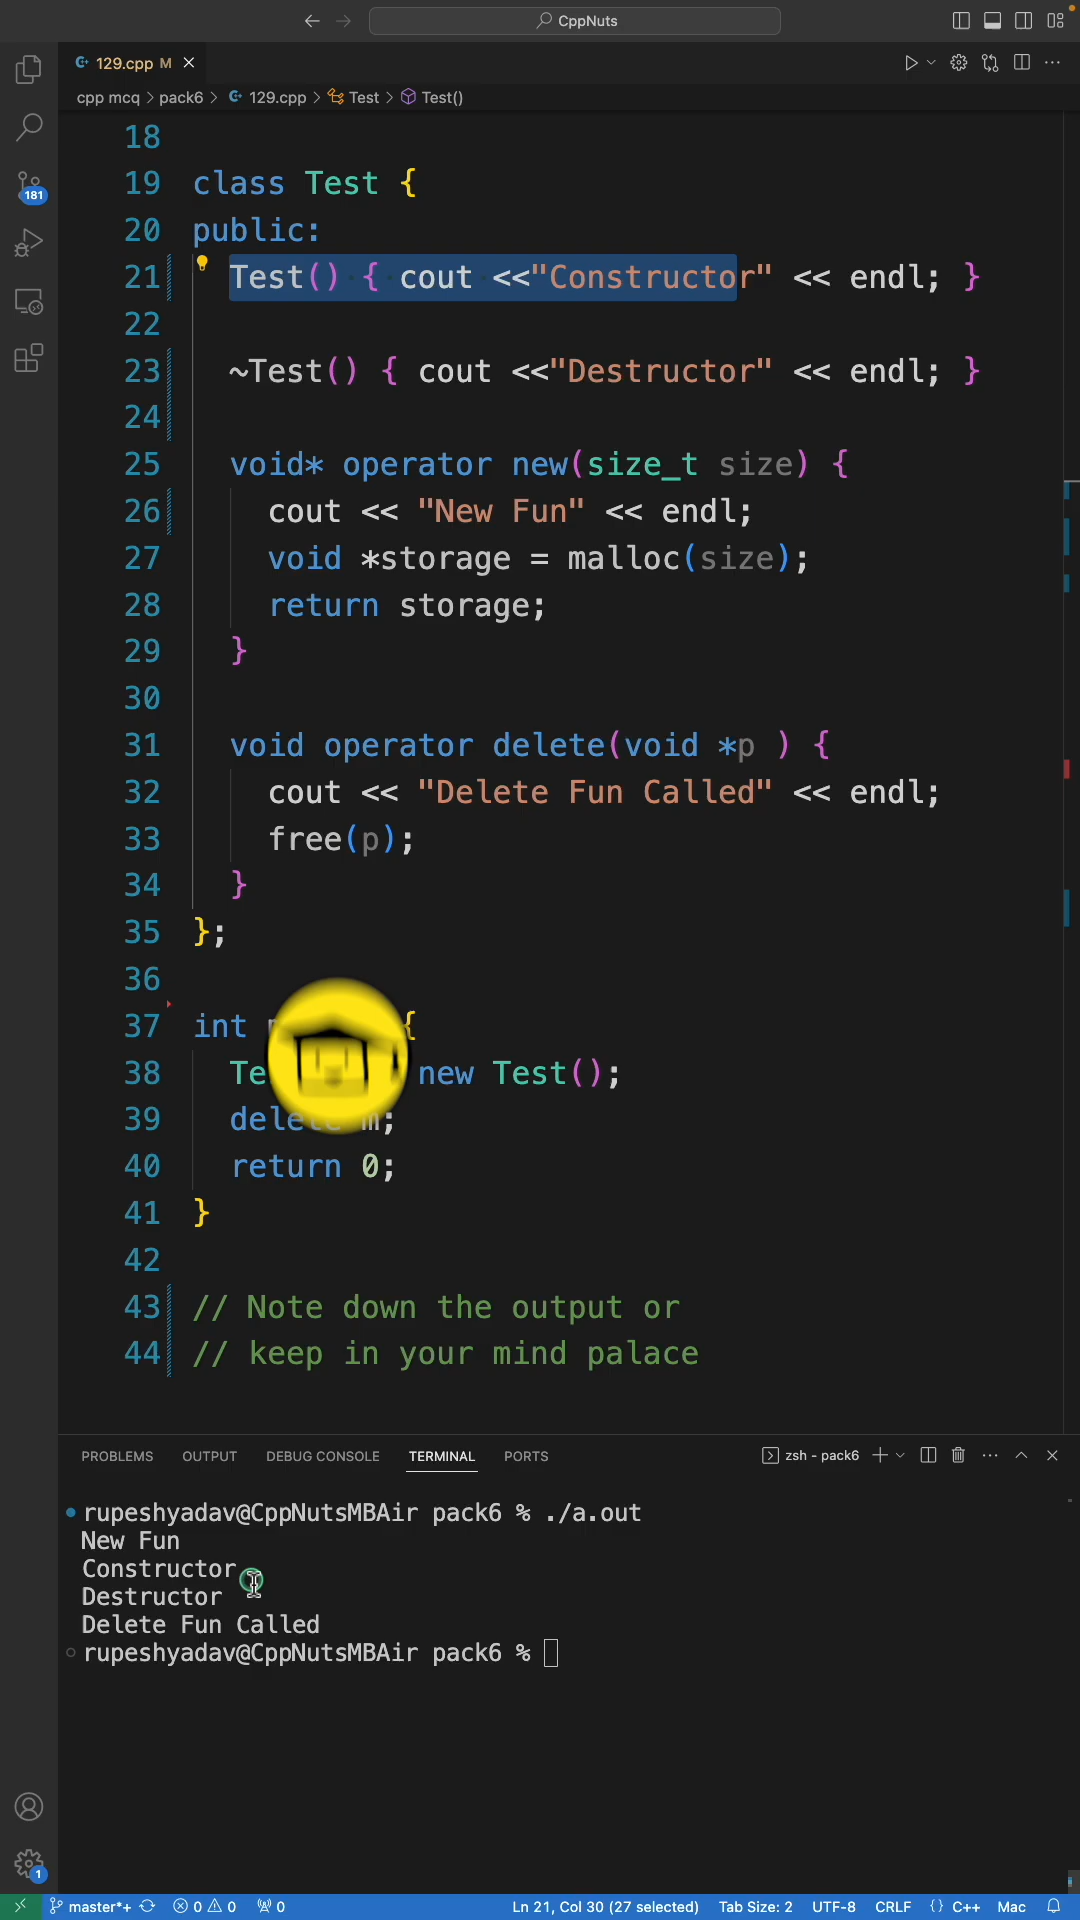 CppNuts
129.cpp M
cpp mcq > pack6 > 129.cpp > Test > Test()
181
18
19 class Test {
20 public:
21 Test() { cout <<"Constructor" << endl; }
22
23 ~Test() { cout <<"Destructor" << endl; }
24
25 void* operator new(size_t size) {
26 cout << "New Fun" << endl;
27 void *storage = malloc(size);
28 return storage;
29 }
30
31 void operator delete(void *p ) {
32 cout << "Delete Fun Called" << endl;
33 free(p);
34 }
35 };
36
37 int {
38 new Test();
39 delete m;
40 return 0;
41 }
42
43 // Note down the output or
44 // keep in your mind palace
PROBLEMS OUTPUT DEBUG CONSOLE TERMINAL PORTS zsh - pack6
rupeshyadav@CppNutsMBAir pack6 % ./a.out
New Fun
Constructor
Destructor
Delete Fun Called
rupeshyadav@CppNutsMBAir pack6 %
1
master*+ 0 0 0 Ln 21, Col 30 (27 selected) Tab Size: 2 UTF-8 CRLF {} C++ Mac